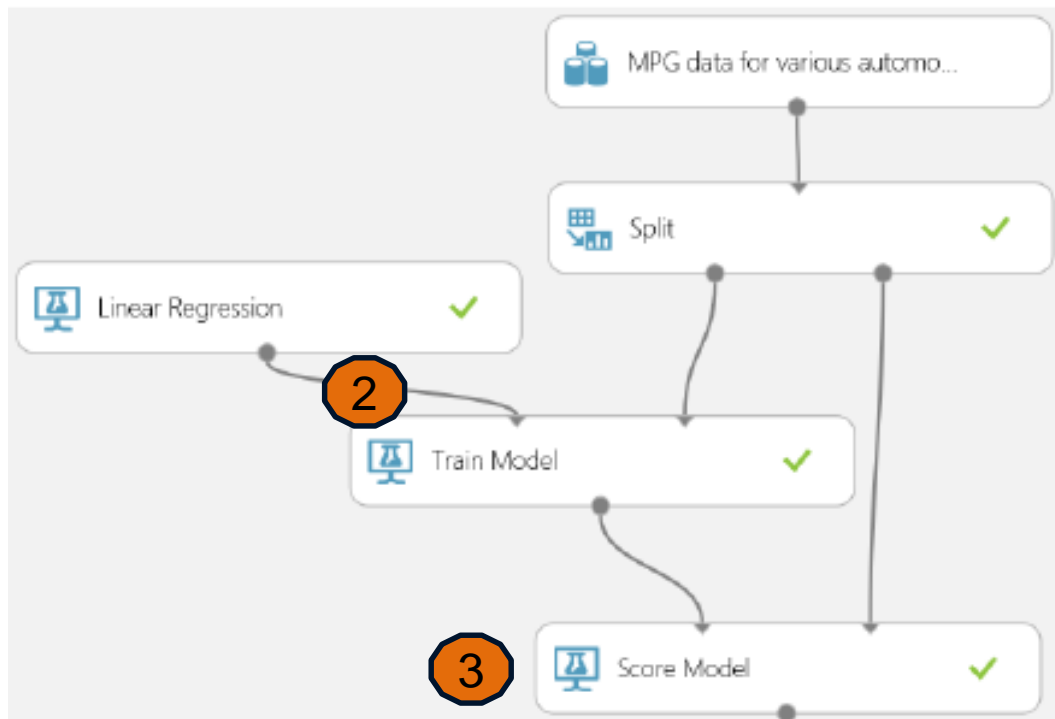 MPG data for various automo...
Split
Linear Regression
2
Train Model
3
Score Model